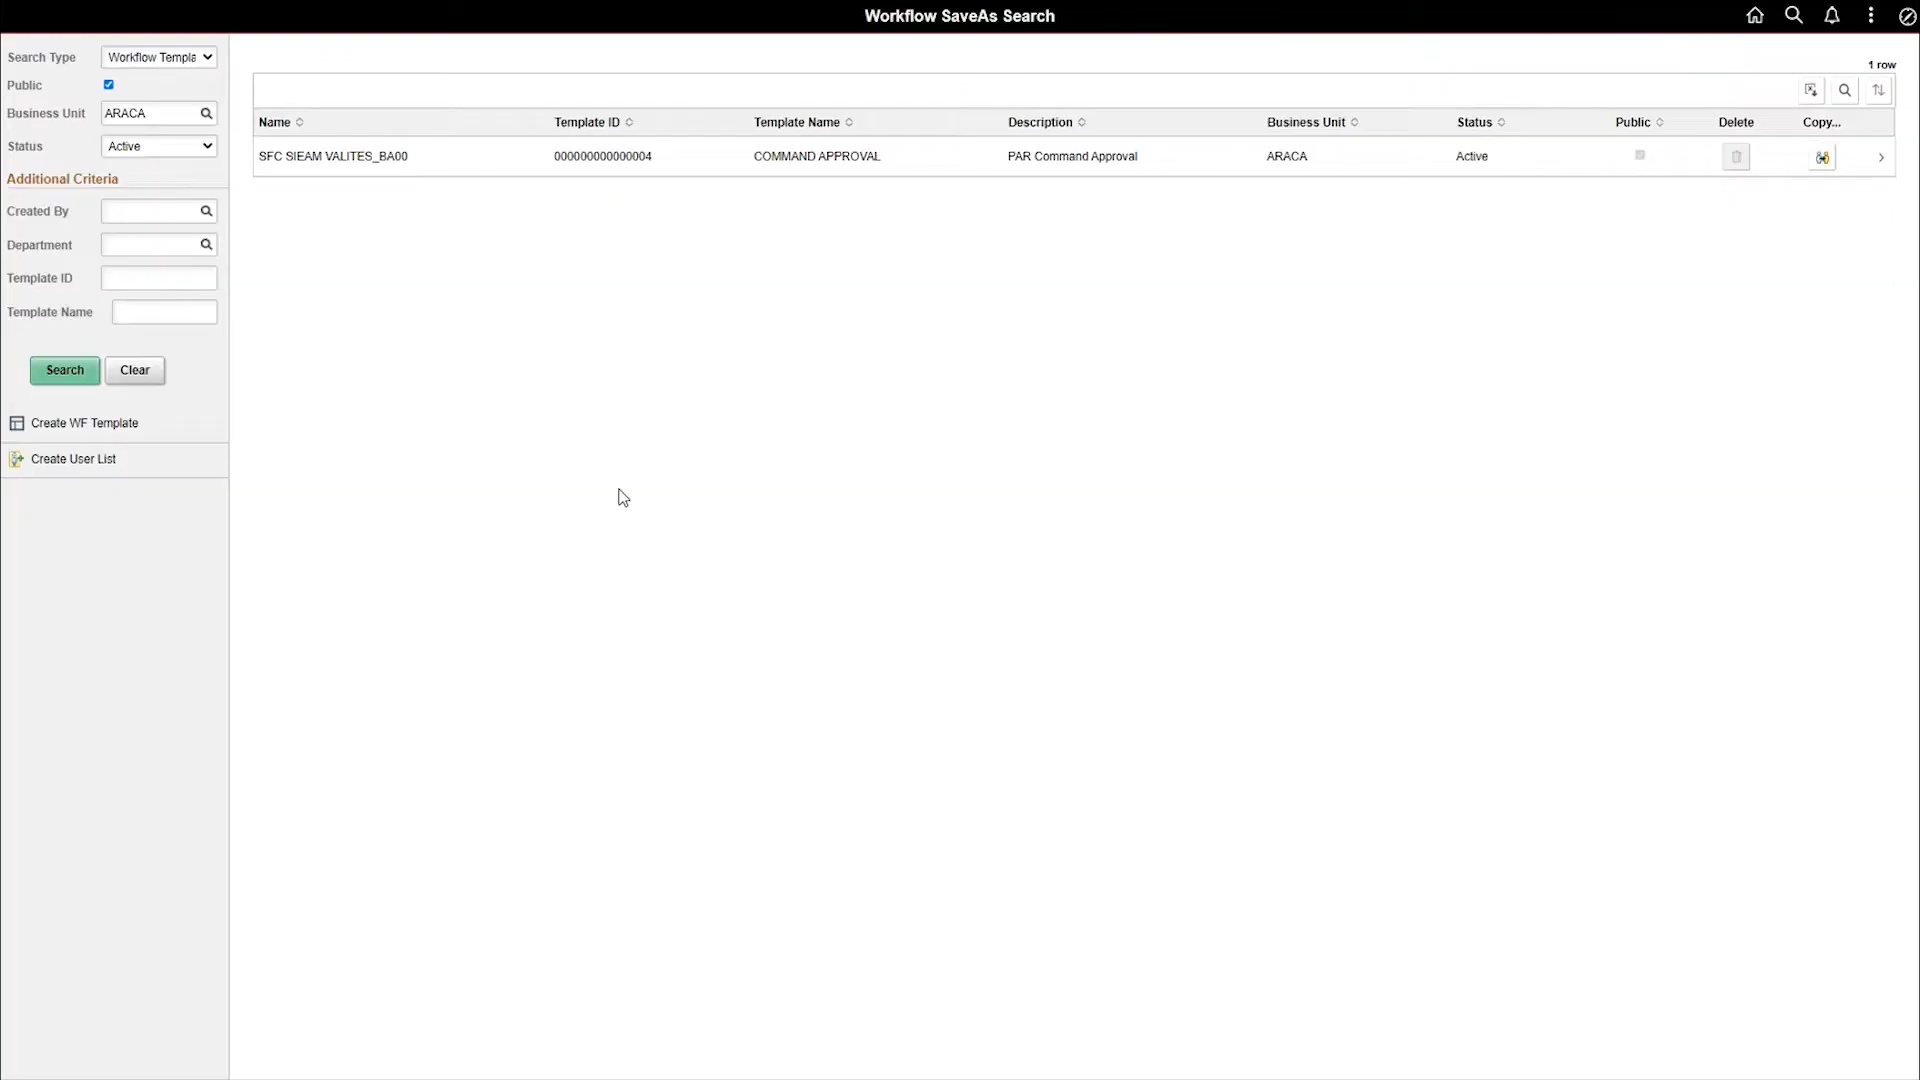 Workflow SaveAs Search
Search Type Workflow Templa
Public
Business Unit ARACA
Status Active
Additional Criteria
Created By
Department
Template ID
Template Name
Search Clear
Create WF Template
Create User List
1 row
Name Template ID Template Name Description Business Unit Status Public Delete Copy...
SFC SIEAM VALITES_BA00 000000000000004 COMMAND APPROVAL PAR Command Approval ARACA Active